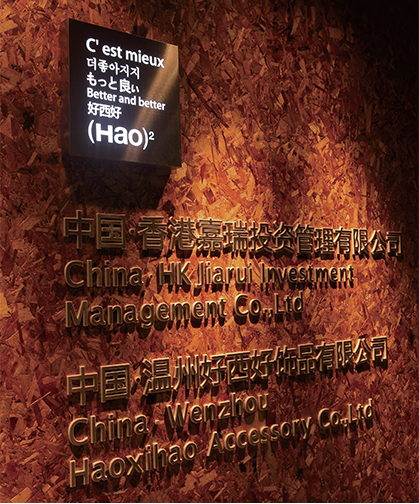 C' est mieux
더좋아지지
もっと良い
Better and better
好西好
(Hao)²
中国·香港嘉瑞投资管理有限公司
China·HK Jiarui Investment
Management Co.,Ltd
中国·温州好西好饰品有限公司
China·Wenzhou
Haoxihao Accessory Co.,Ltd